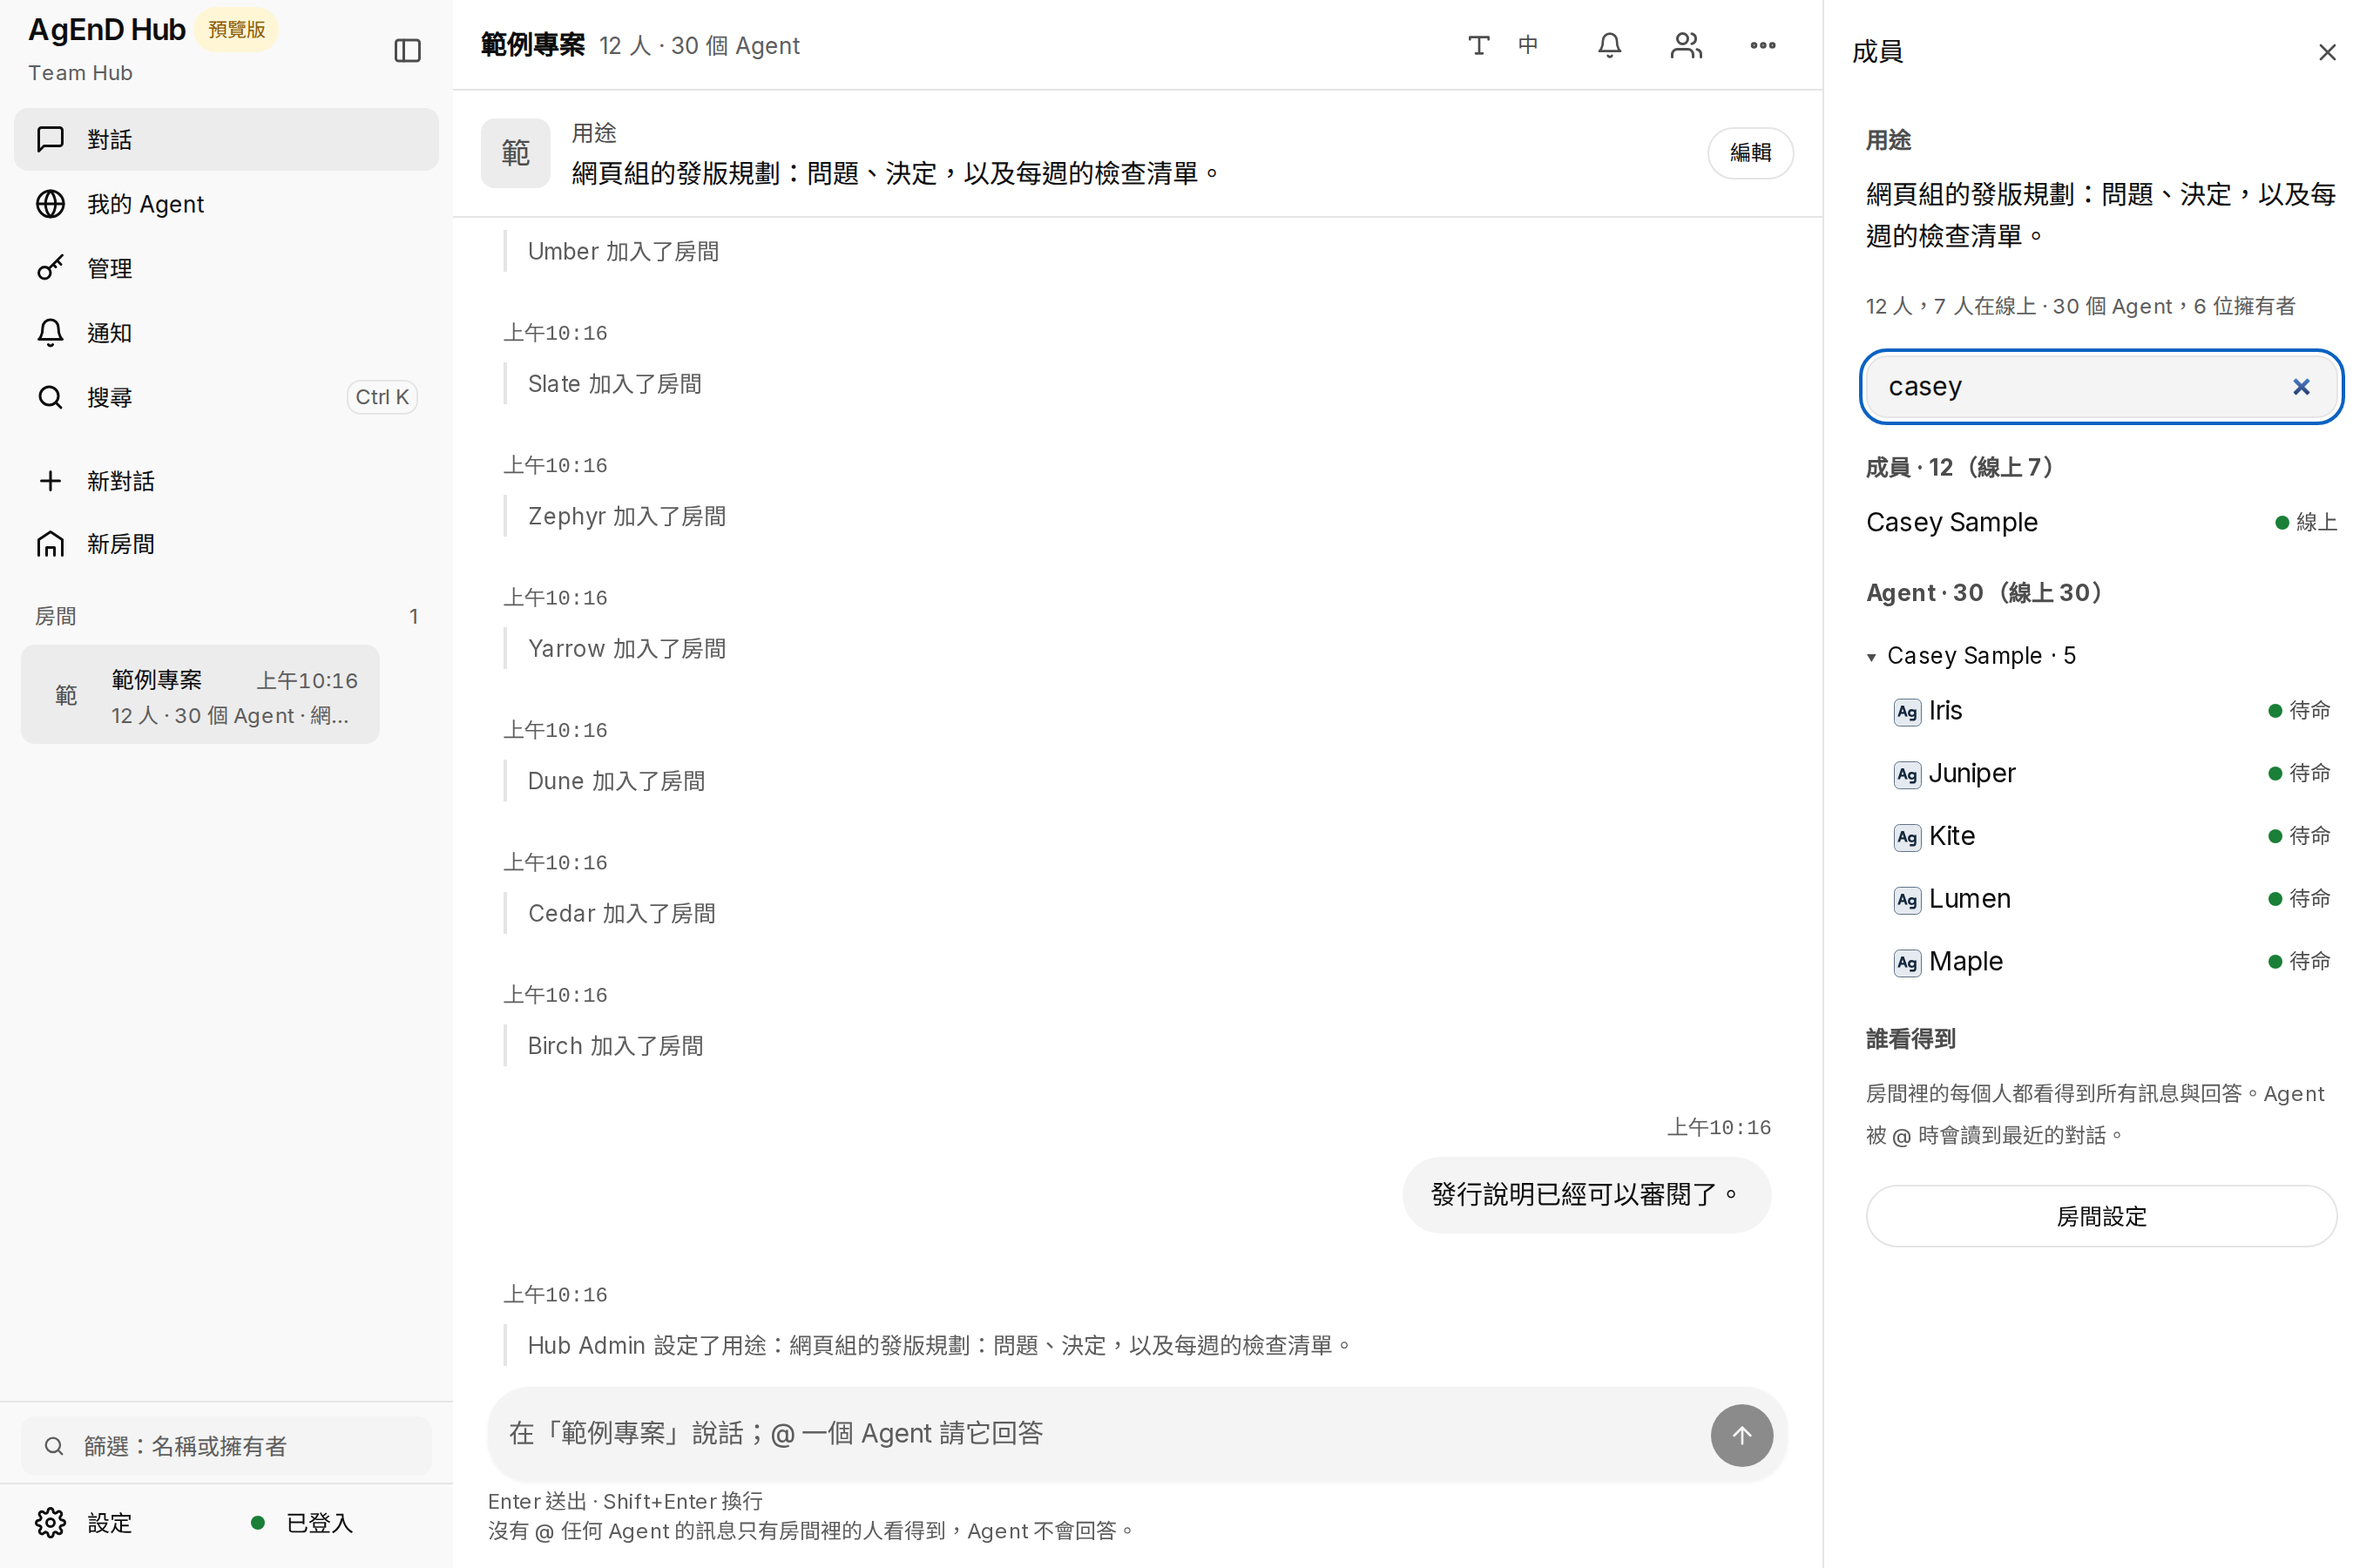 AgEnD Hub 預覽版
Team Hub
對話
我的 Agent
管理
通知
搜尋 Ctrl K
新對話
新房間
房間 1
範 範例專案 上午10:16
12 人 · 30 個 Agent · 網…
篩選：名稱或擁有者
設定 已登入
範例專案 12 人 · 30 個 Agent
中
範
用途
網頁組的發版規劃：問題、決定，以及每週的檢查清單。
編輯
Umber 加入了房間
上午10:16
Slate 加入了房間
上午10:16
Zephyr 加入了房間
上午10:16
Yarrow 加入了房間
上午10:16
Dune 加入了房間
上午10:16
Cedar 加入了房間
上午10:16
Birch 加入了房間
上午10:16
發行說明已經可以審閱了。
上午10:16
Hub Admin 設定了用途：網頁組的發版規劃：問題、決定，以及每週的檢查清單。
在「範例專案」說話；@ 一個 Agent 請它回答
Enter 送出 · Shift+Enter 換行
沒有 @ 任何 Agent 的訊息只有房間裡的人看得到，Agent 不會回答。
成員
用途
網頁組的發版規劃：問題、決定，以及每
週的檢查清單。
12 人，7 人在線上 · 30 個 Agent，6 位擁有者
casey
成員 · 12（線上 7）
Casey Sample 線上
Agent · 30（線上 30）
Casey Sample · 5
Ag Iris 待命
Ag Juniper 待命
Ag Kite 待命
Ag Lumen 待命
Ag Maple 待命
誰看得到
房間裡的每個人都看得到所有訊息與回答。Agent
被 @ 時會讀到最近的對話。
房間設定